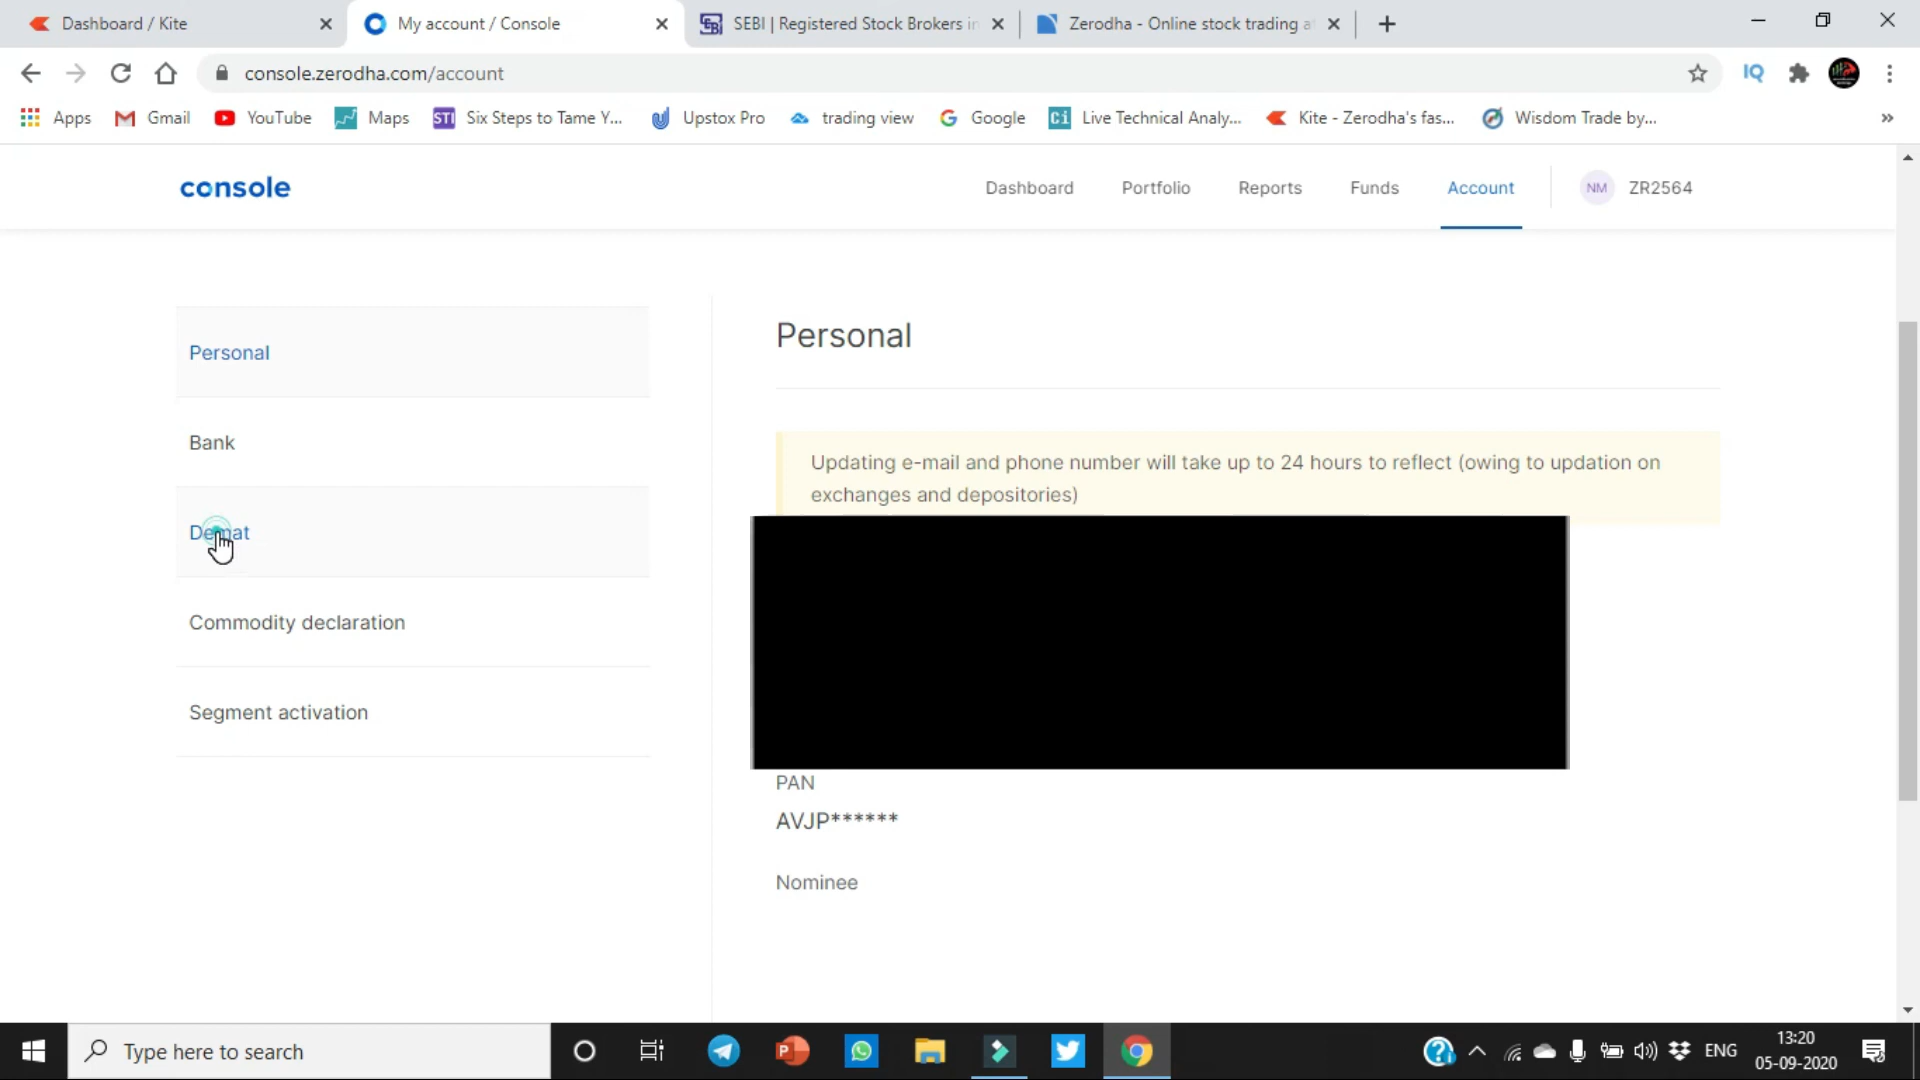 Dashboard / Kite
My account / Console
SEBI | Registered Stock Brokers in
Zerodha - Online stock trading a
console.zerodha.com/account
IQ
Apps
Gmail
YouTube
Maps
STI
Six Steps to Tame Y...
Upstox Pro
trading view
Google
Ci
Live Technical Analy...
Kite - Zerodha's fas...
Wisdom Trade by...
console
Dashboard
Portfolio
Reports
Funds
Account
NM
ZR2564
Personal
Bank
Demat
Commodity declaration
Segment activation
Personal
Updating e-mail and phone number will take up to 24 hours to reflect (owing to updation on
exchanges and depositories)
PAN
AVJP******
Nominee
Type here to search
ENG
13:20
05-09-2020